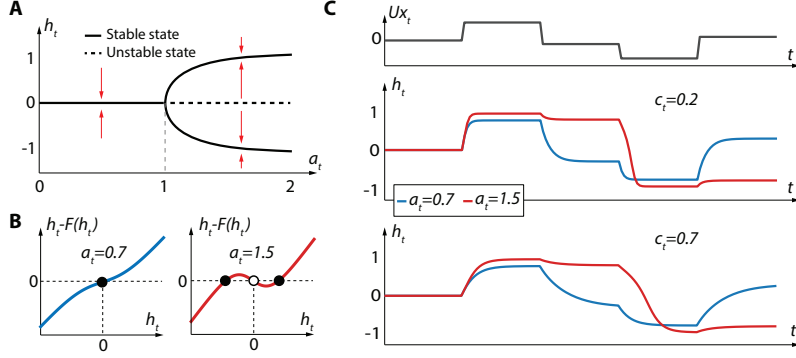 A
h_t
Stable state
Unstable state
1
0
-1
a_t
0
1
2
B
h_t-F(h_t)
a_t=0.7
0
0
h_t
h_t-F(h_t)
a_t=1.5
0
0
h_t
C
Ux_t
0
t
h_t
c_t=0.2
1
0
-1
t
a_t=0.7
a_t=1.5
h_t
c_t=0.7
1
0
-1
t